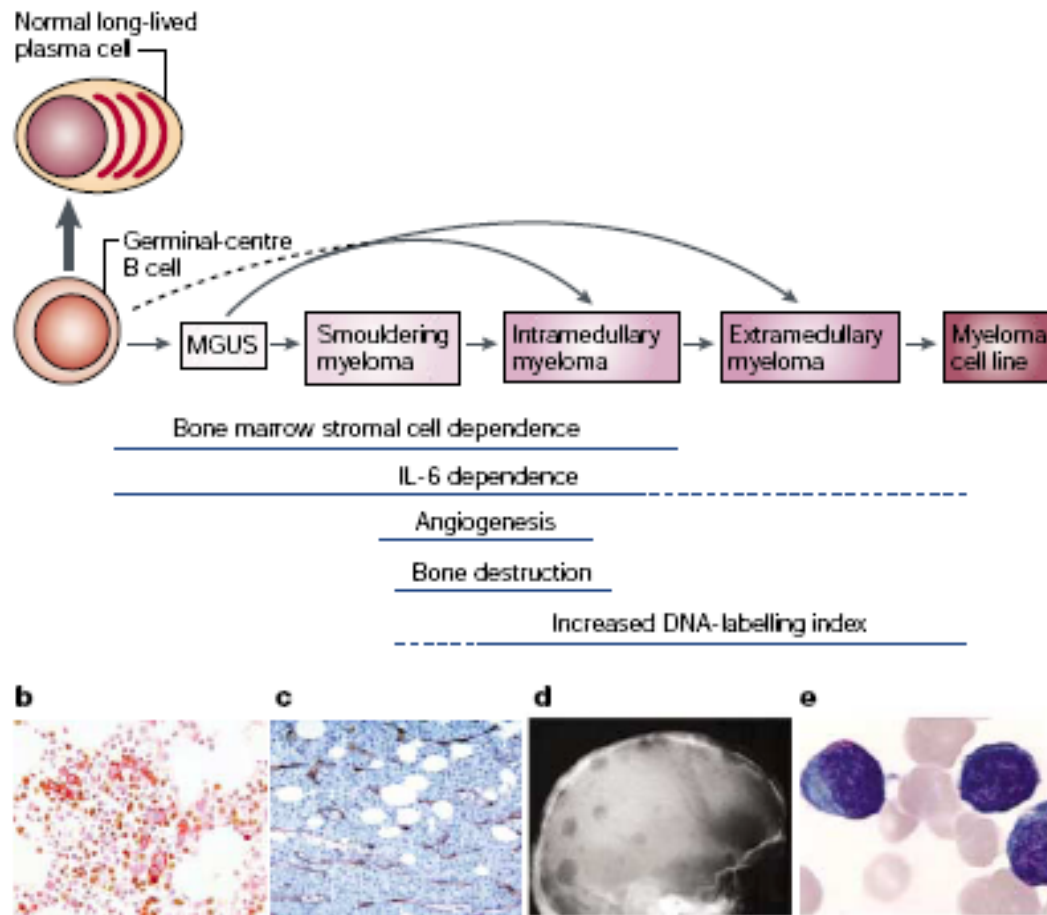 Normal long-lived
plasma cell
Germinal-centre
B cell
MGUS
Smouldering
myeloma
Intramedullary
myeloma
Extramedullary
myeloma
Myeloma
cell line
Bone marrow stromal cell dependence
IL-6 dependence
Angiogenesis
Bone destruction
Increased DNA-labelling index
b
c
d
e